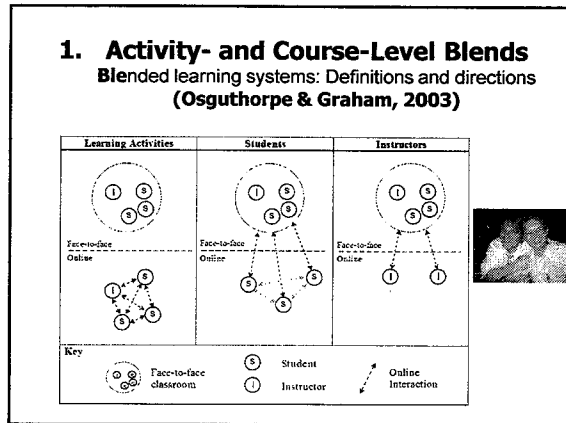 1. Activity- and Course-Level Blends
Blended learning systems: Definitions and directions
(Osguthorpe & Graham, 2003)
Learning Activities Students Instructors
I S S S I S S S I S S S
Face-to-face Face-to-face Face-to-face
Online Online Online
I S S S S S S I I
Key
Face-to-face classroom
I S S S
S Student
I Instructor
Online Interaction